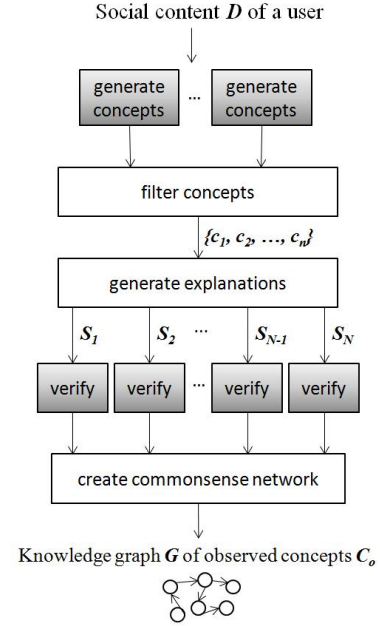 Social content D of a user
generate concepts ... generate concepts
filter concepts
{c1, c2, ..., cn}
generate explanations
S1 S2 ... SN-1 SN
verify verify ... verify verify
create commonsense network
Knowledge graph G of observed concepts Co